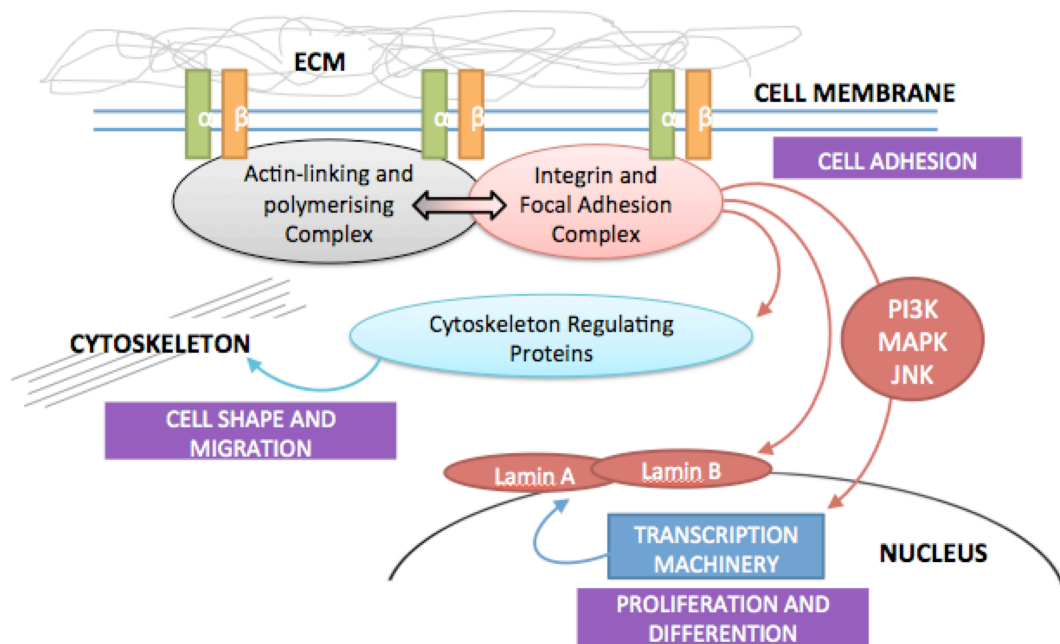 ECM
α β
α β
α β
CELL MEMBRANE
CELL ADHESION
Actin-linking and
polymerising
Complex
Integrin and
Focal Adhesion
Complex
PI3K
MAPK
JNK
Cytoskeleton Regulating
Proteins
CYTOSKELETON
CELL SHAPE AND
MIGRATION
Lamin A
Lamin B
TRANSCRIPTION
MACHINERY
NUCLEUS
PROLIFERATION AND
DIFFERENTION